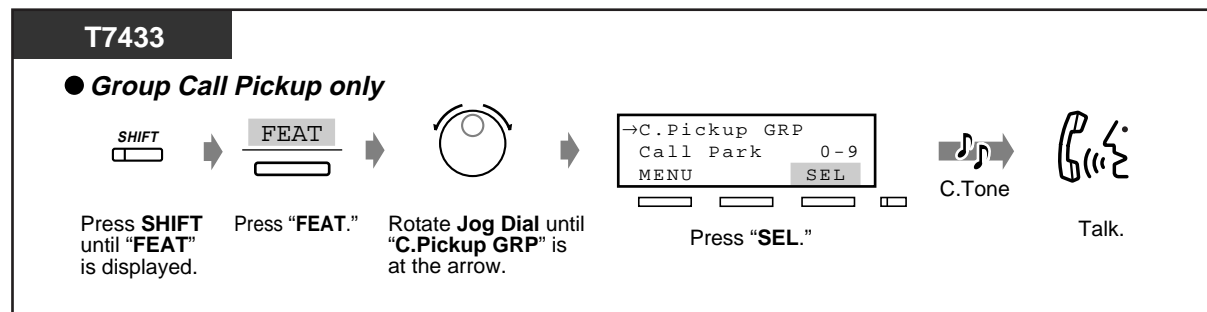 T7433
● Group Call Pickup only
SHIFT
FEAT
→C.Pickup GRP
Call Park 0-9
MENU SEL
C.Tone
Press SHIFT
until “FEAT”
is displayed.
Press “FEAT.”
Rotate Jog Dial until
“C.Pickup GRP” is
at the arrow.
Press “SEL.”
Talk.